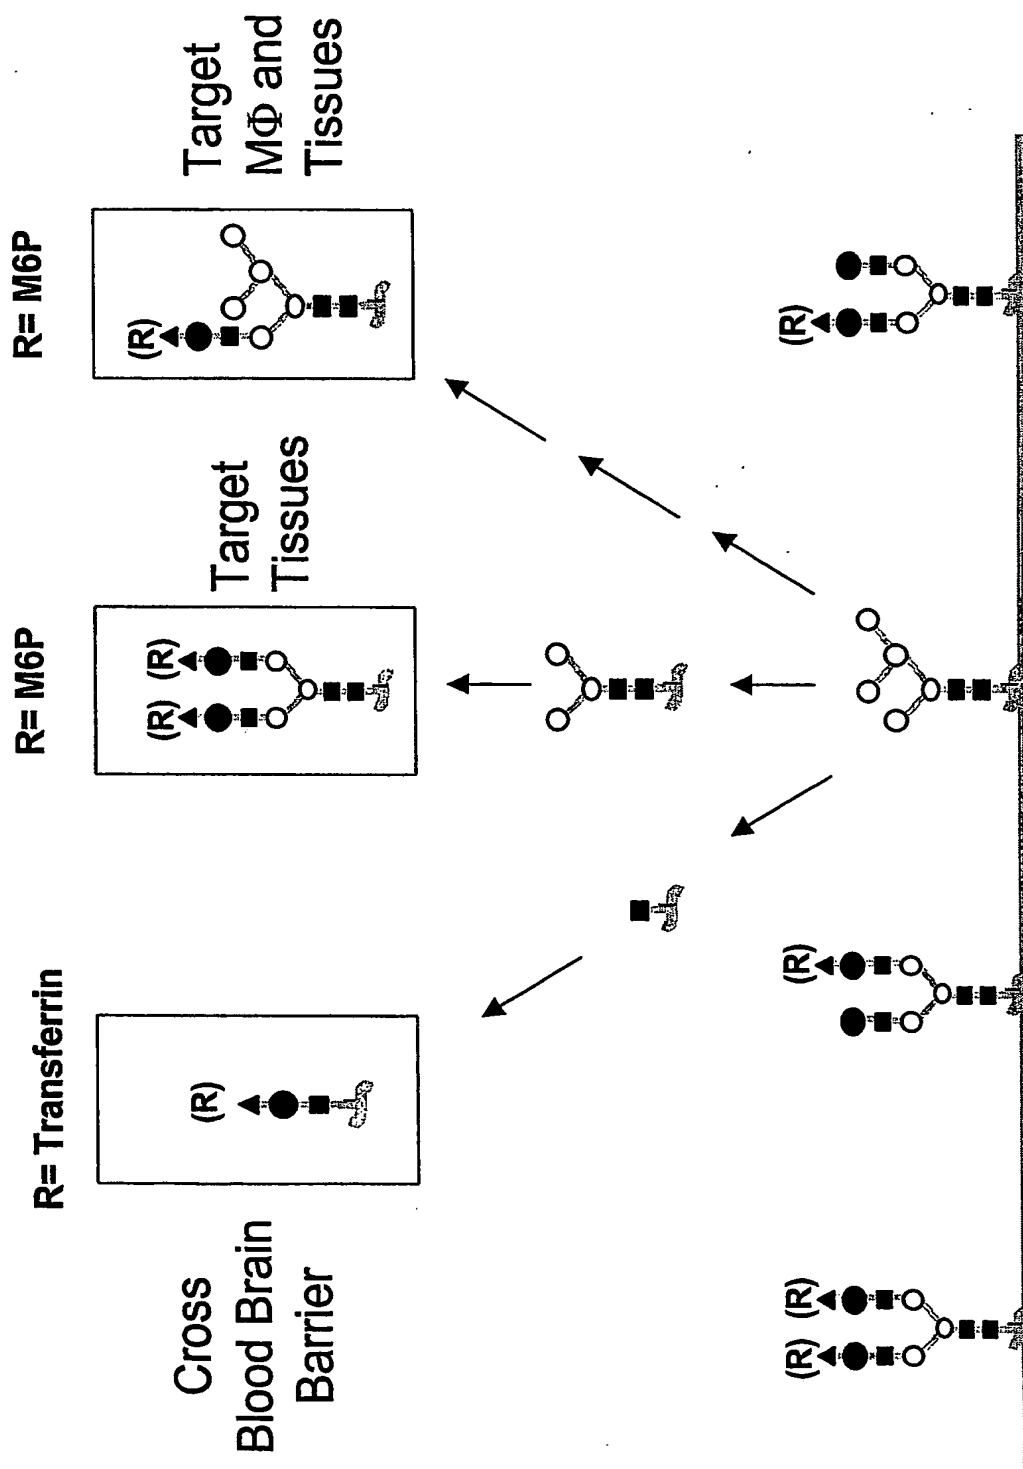 R= Transferrin
R= M6P
R= M6P
Cross
Blood Brain
Barrier
(R)
(R) (R)
Target
Tissues
(R)
Target
MΦ and
Tissues
(R) (R)
(R)
(R)